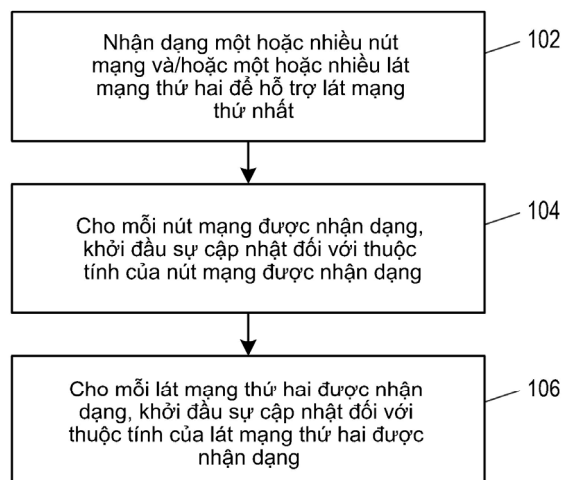 Nhận dạng một hoặc nhiều nút
mạng và/hoặc một hoặc nhiều lát
mạng thứ hai để hỗ trợ lát mạng
thứ nhất
102
Cho mỗi nút mạng được nhận dạng,
khởi đầu sự cập nhật đối với thuộc
tính của nút mạng được nhận dạng
104
Cho mỗi lát mạng thứ hai được nhận
dạng, khởi đầu sự cập nhật đối với
thuộc tính của lát mạng thứ hai được
nhận dạng
106